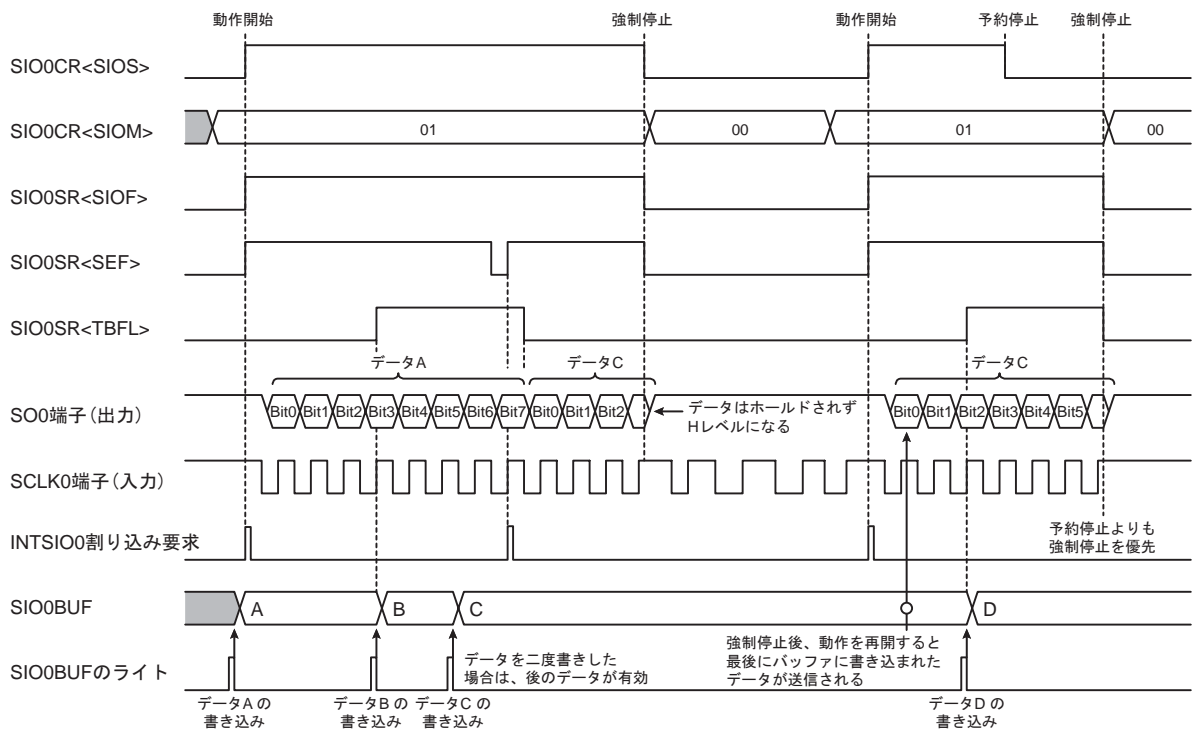 動作開始 強制停止 動作開始 予約停止 強制停止
SIO0CR<SIOS>
SIO0CR<SIOM> 01 00 01 00
SIO0SR<SIOF>
SIO0SR<SEF>
SIO0SR<TBFL>
データA データC データC
SO0端子(出力) Bit0 Bit1 Bit2 Bit3 Bit4 Bit5 Bit6 Bit7 Bit0 Bit1 Bit2 Bit0 Bit1 Bit2 Bit3 Bit4 Bit5
データはホールドされず
Hレベルになる
SCLK0端子(入力)
INTSIO0割り込み要求
予約停止よりも
強制停止を優先
SIO0BUF A B C D
SIO0BUFのライト
データを二度書きした
場合は、後のデータが有効
強制停止後、動作を再開すると
最後にバッファに書き込まれた
データが送信される
データAの
書き込み
データBの
書き込み
データCの
書き込み
データDの
書き込み